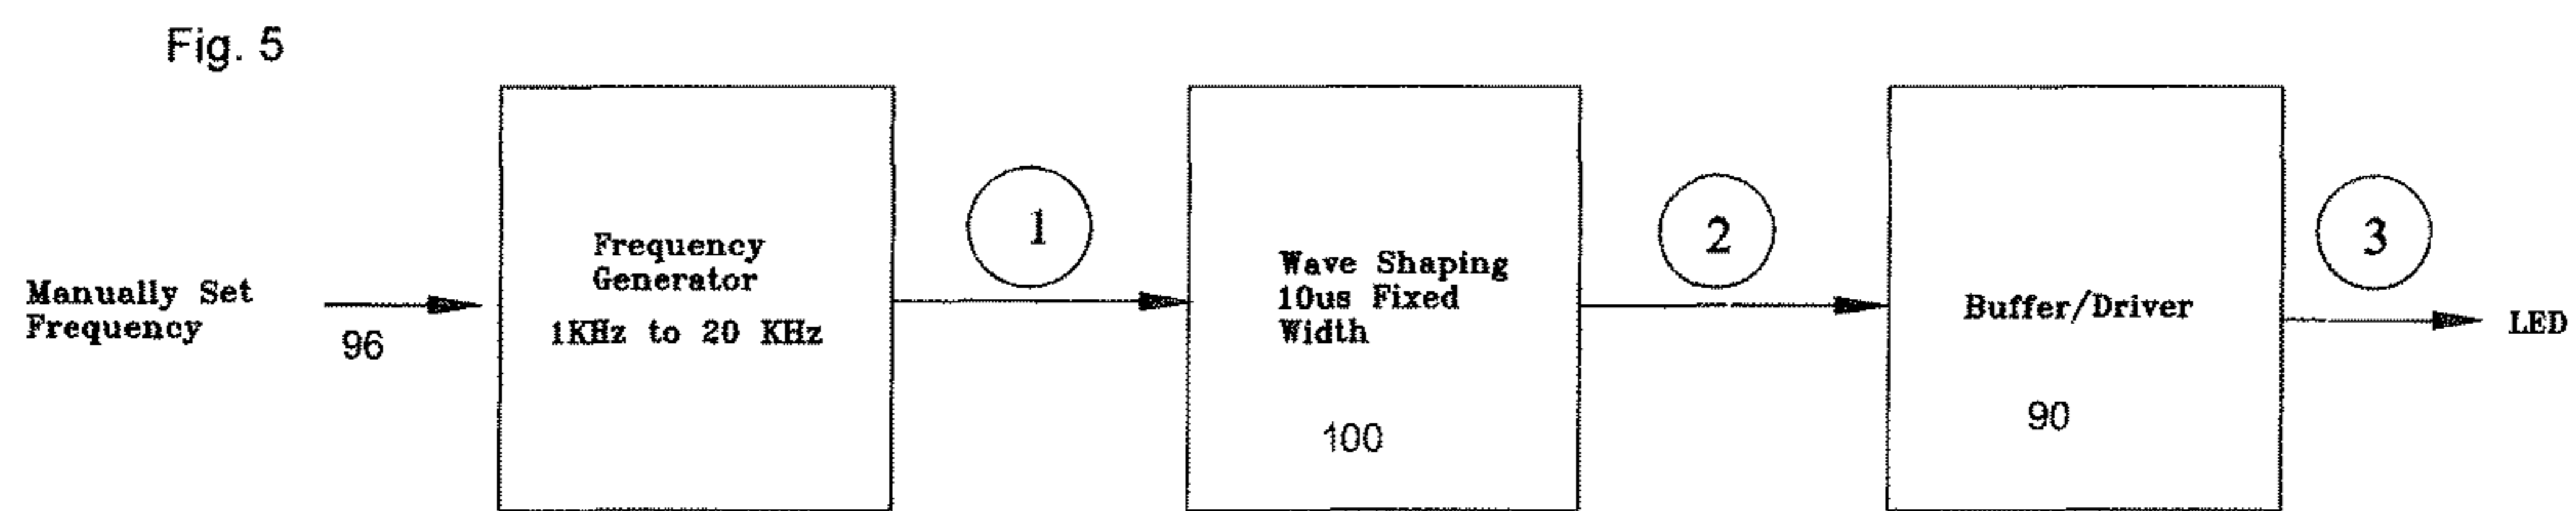 Fig. 5
Manually Set
Frequency
96
Frequency
Generator
1KHz to 20 KHz
1
Wave Shaping
10us Fixed
Width
100
2
Buffer/Driver
90
3
LED